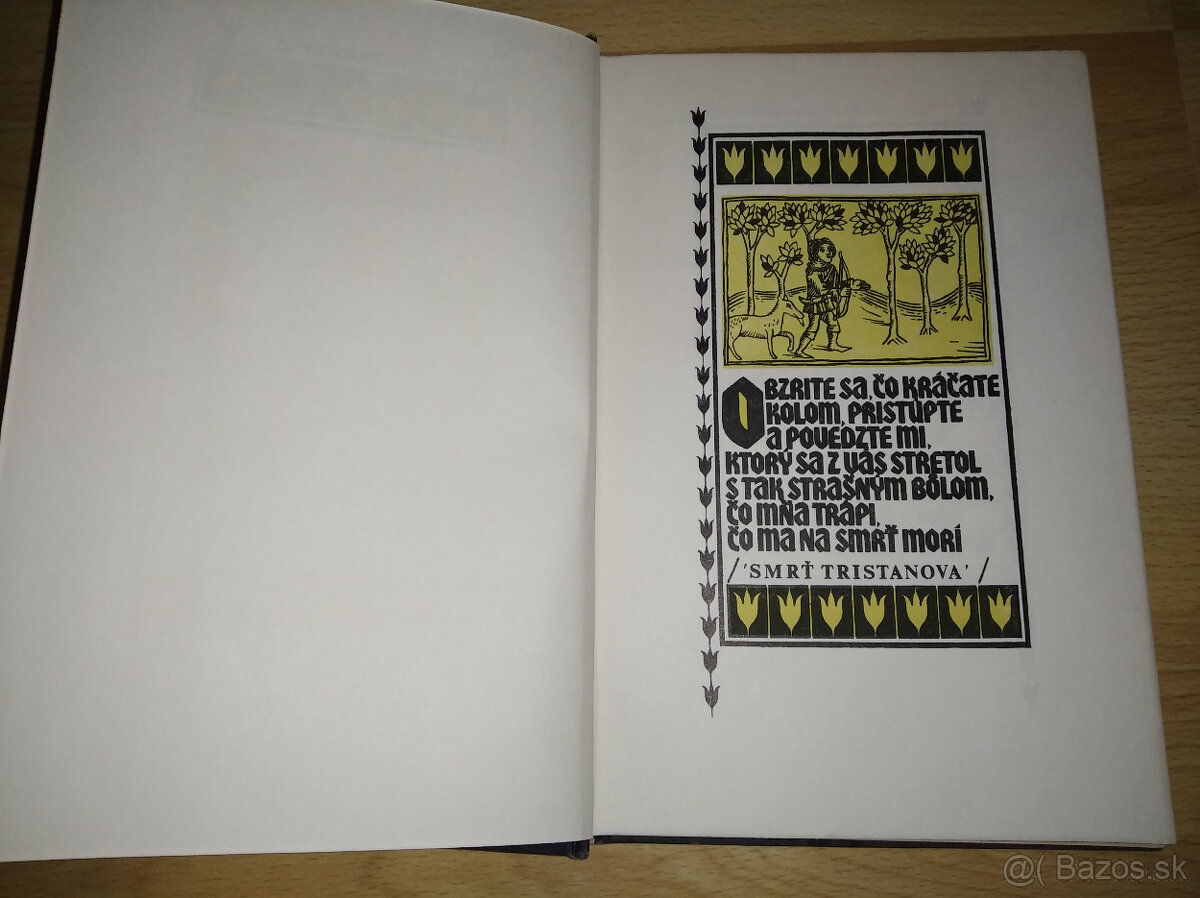 OBZRITE SA, ČO KRÁČATE
KOLOM, PRISTÚPTE
A POVEDZTE MI,
KTORÝ SA Z VÁS STRETOL
S TAK STRAŠNÝM BÔLOM,
ČO MŇA TRÁPI,
ČO MA NA SMRŤ MORÍ
/'SMRŤ TRISTANOVA'/
@( Bazos.sk